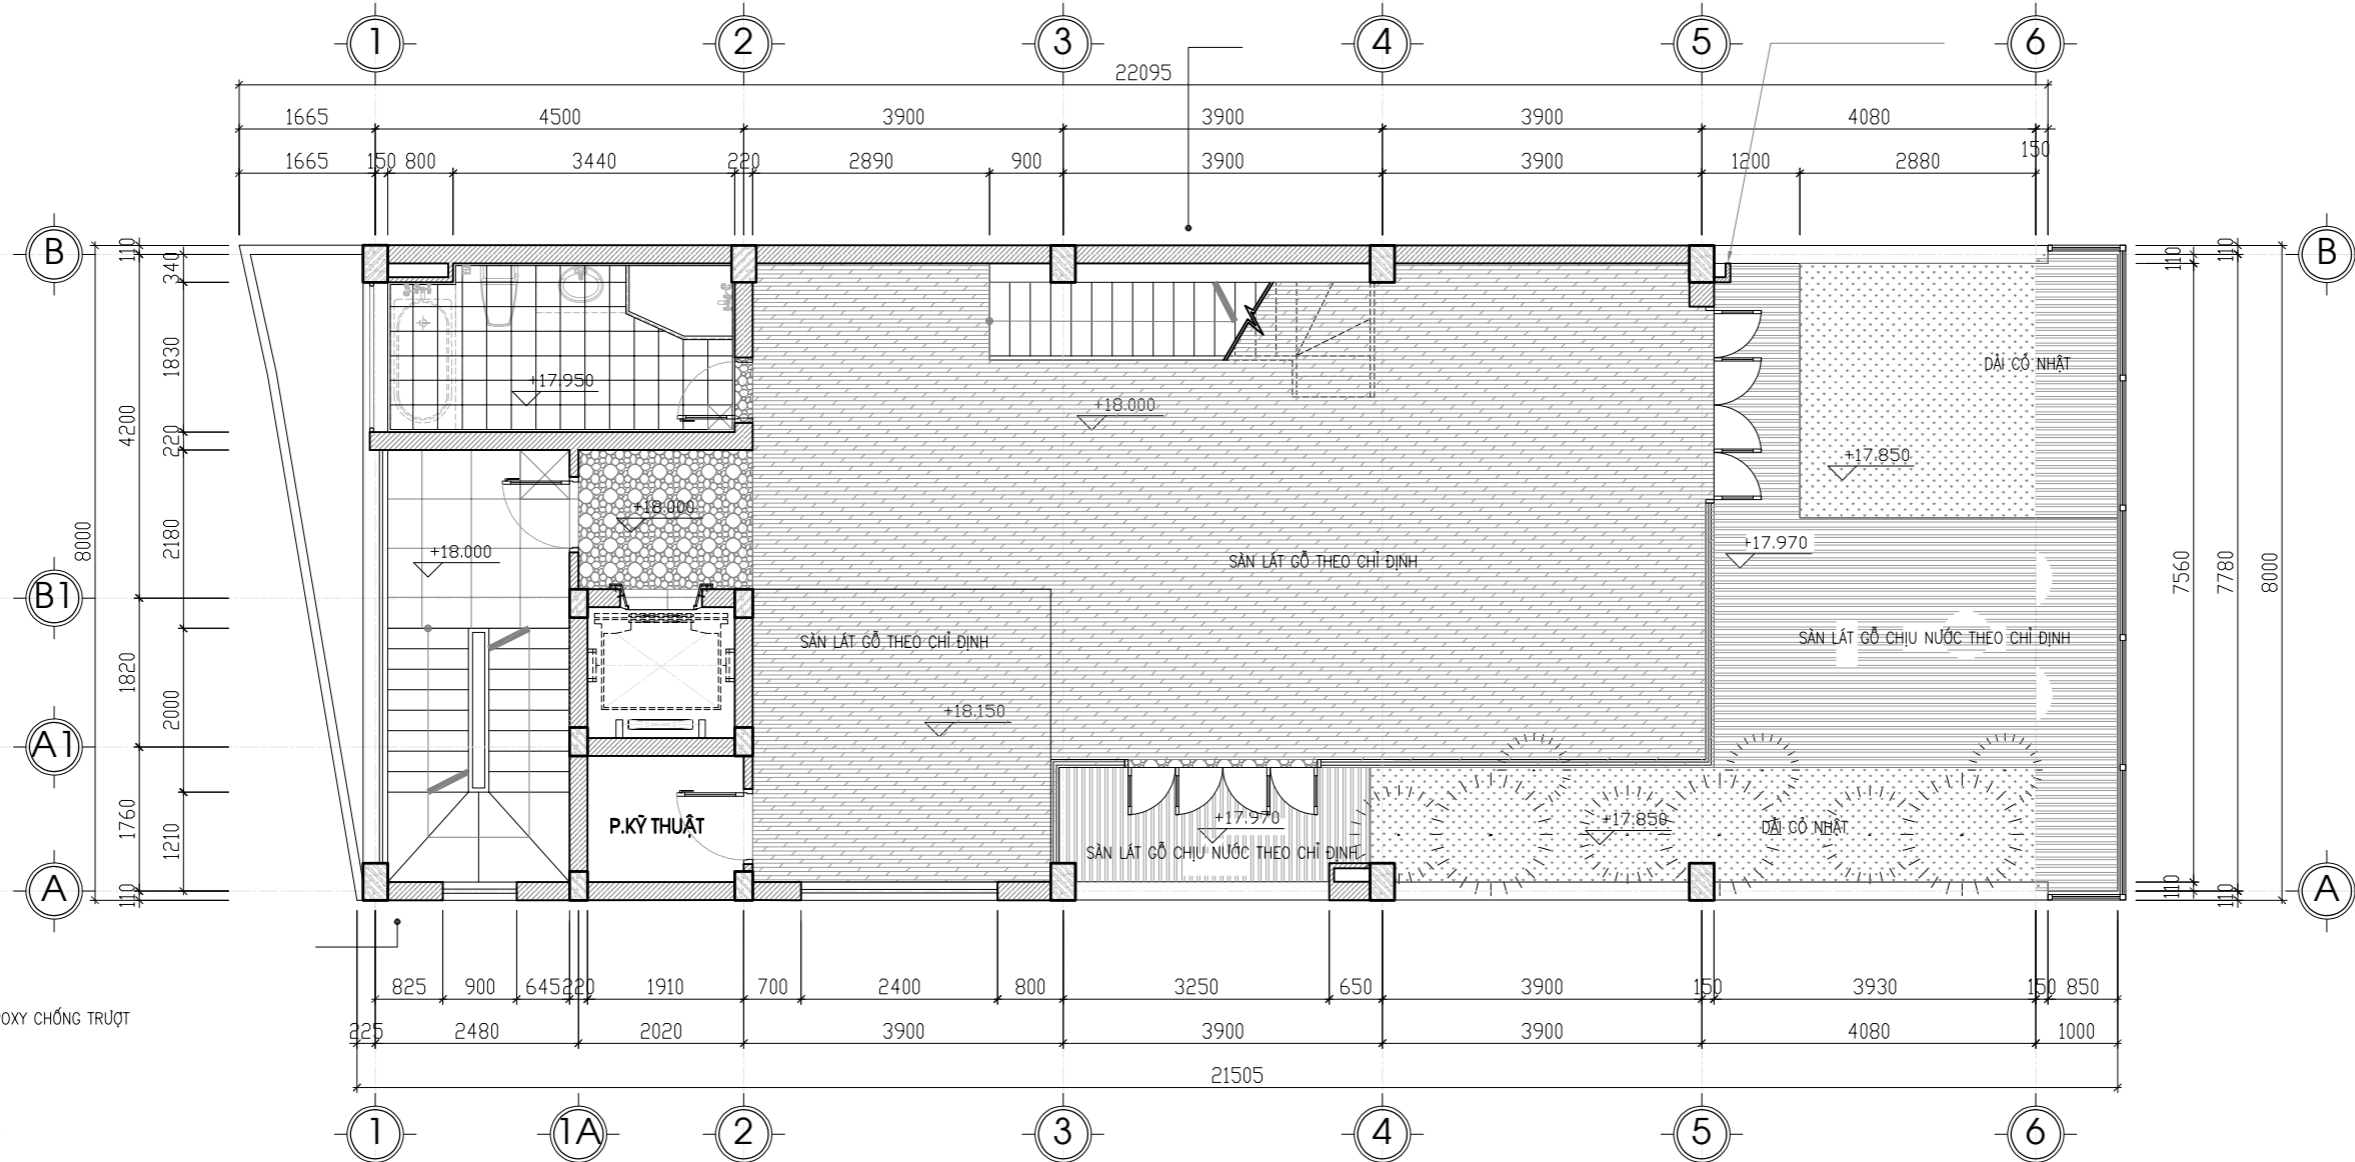 1 2 3 4 5 6
22095
1665 4500 3900 3900 3900 4080
1665 150 800 3440 220 2890 900 3900 3900 1200 2880 150
B
B
110
340
1830
4200
220
2180
8000
B1
1820
2000
A1
1760
1210
A
110
+17.950
+18.000
DẢI CỎ NHẬT
+17.850
+18.000
+18.000
+17.970
SÀN LÁT GỖ THEO CHỈ ĐỊNH
SÀN LÁT GỖ THEO CHỈ ĐỊNH
SÀN LÁT GỖ CHỊU NƯỚC THEO CHỈ ĐỊNH
+18.150
P.KỸ THUẬT
+17.970
+17.850
DẢI CỎ NHẬT
SÀN LÁT GỖ CHỊU NƯỚC THEO CHỈ ĐỊNH
110
110
7560
7780
8000
110
110
A
825 900 645 220 1910 700 2400 800 3250 650 3900 150 3930 150 850
OXY CHỐNG TRƯỢT
225 2480 2020 3900 3900 3900 4080 1000
21505
1 1A 2 3 4 5 6